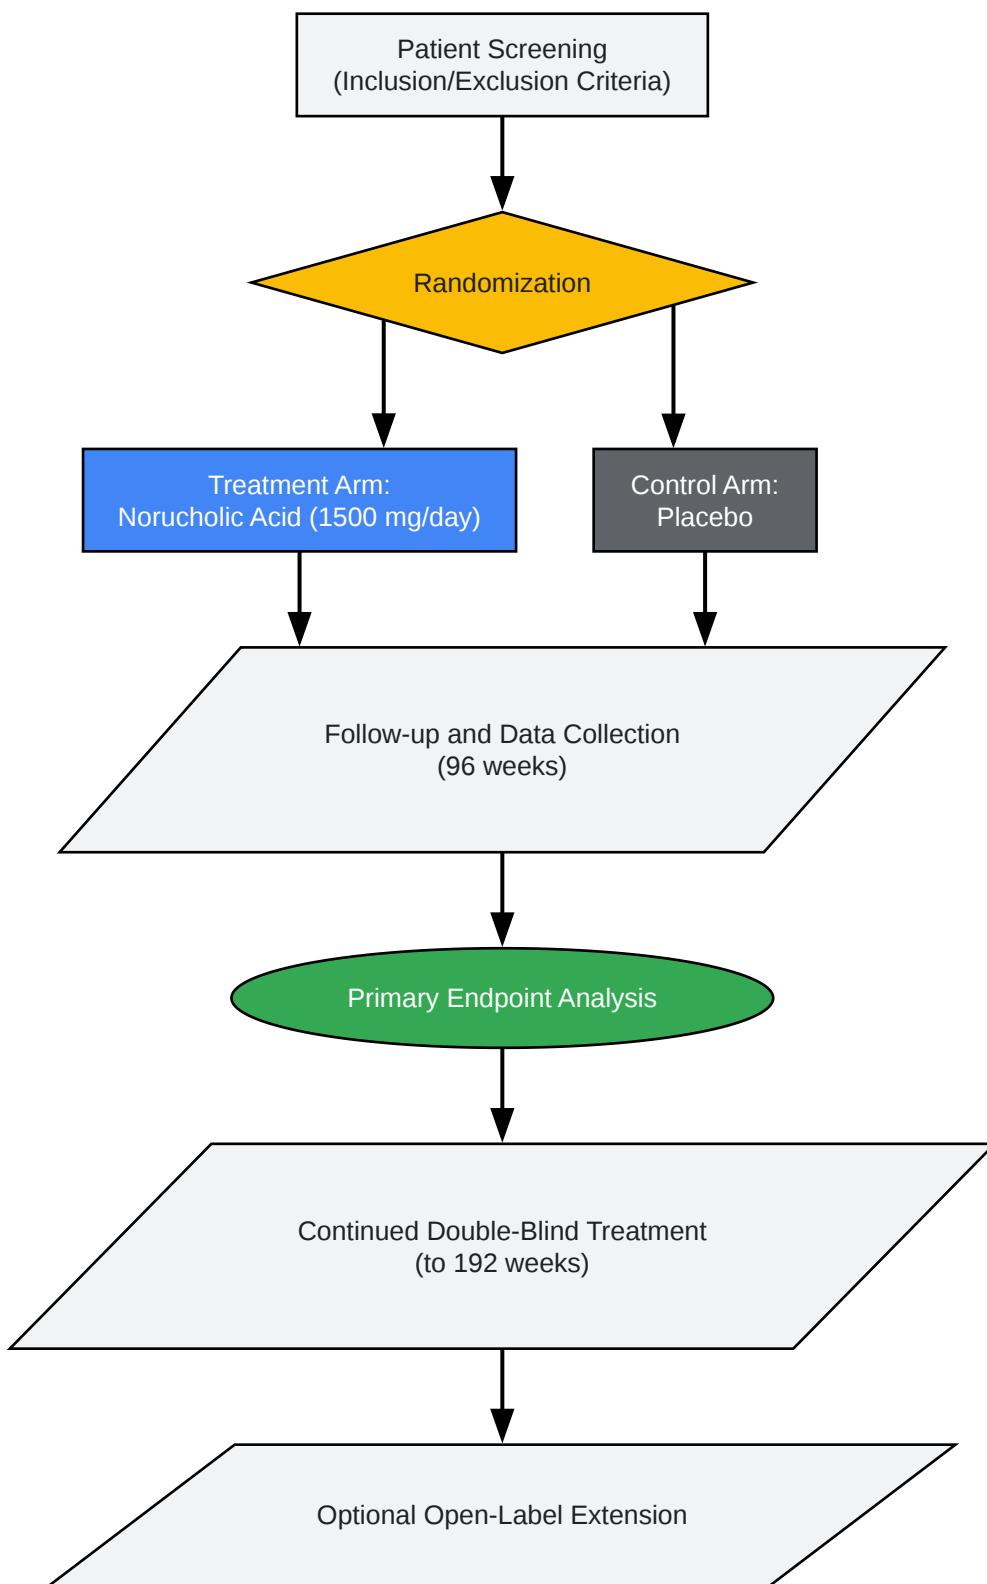 Patient Screening
(Inclusion/Exclusion Criteria)
Randomization
Treatment Arm:
Norucholic Acid (1500 mg/day)
Control Arm:
Placebo
Follow-up and Data Collection
(96 weeks)
Primary Endpoint Analysis
Continued Double-Blind Treatment
(to 192 weeks)
Optional Open-Label Extension